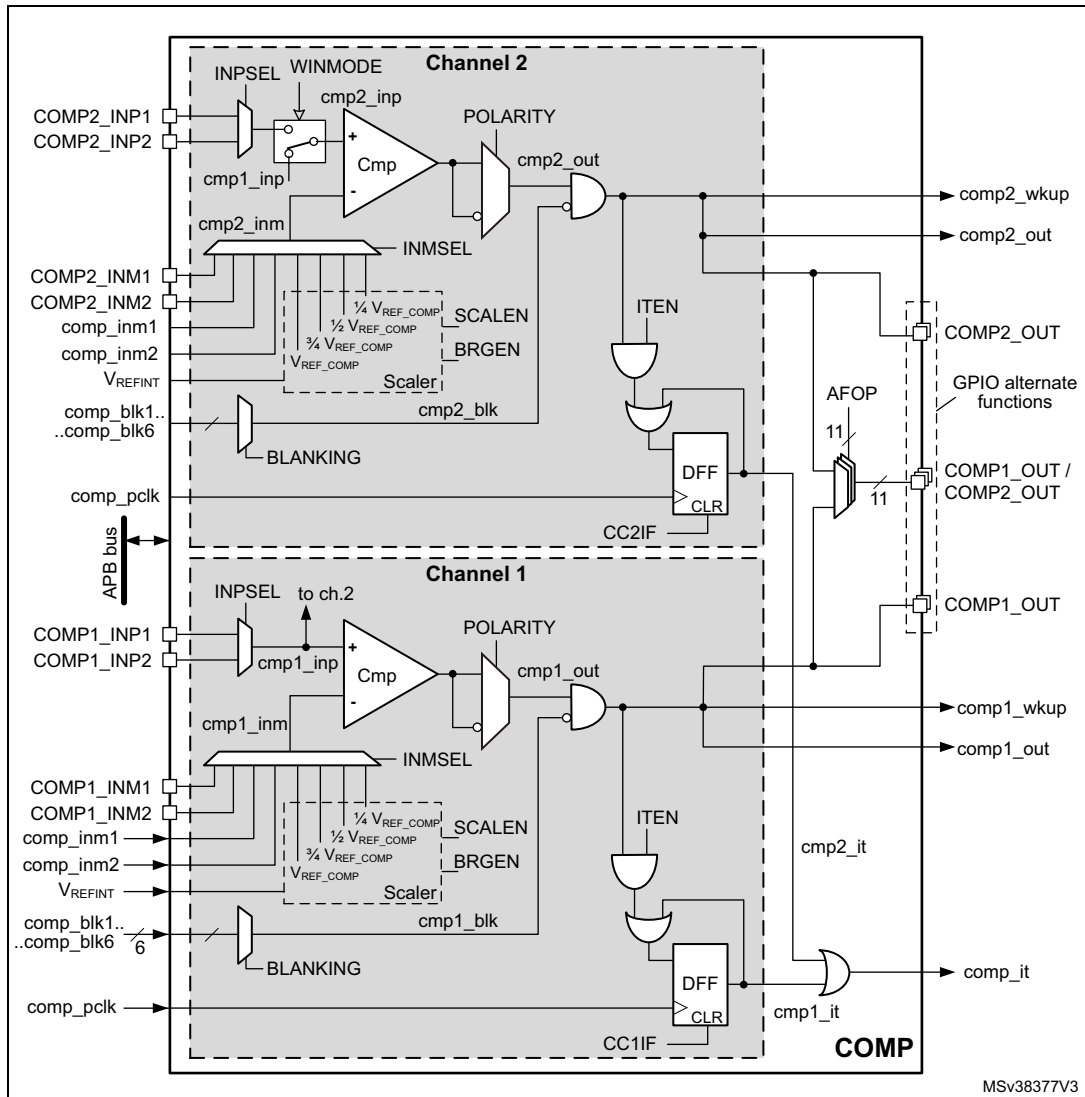 Channel 2
INPSEL
WINMODE
cmp2_inp
COMP2_INP1
COMP2_INP2
cmp1_inp
+
-
Cmp
POLARITY
cmp2_out
comp2_wkup
comp2_out
cmp2_inm
INMSEL
COMP2_INM1
COMP2_INM2
comp_inm1
comp_inm2
VREFINT
¼ VREF_COMP
½ VREF_COMP
¾ VREF_COMP
VREF_COMP
SCALEN
BRGEN
Scaler
ITEN
COMP2_OUT
GPIO alternate
functions
AFOP
11
COMP1_OUT /
COMP2_OUT
11
comp_blk1..
..comp_blk6
cmp2_blk
BLANKING
comp_pclk
DFF
CLR
CC2IF
APB bus
Channel 1
INPSEL
to ch.2
COMP1_INP1
COMP1_INP2
cmp1_inp
+
-
Cmp
POLARITY
cmp1_out
COMP1_OUT
comp1_wkup
comp1_out
cmp1_inm
INMSEL
COMP1_INM1
COMP1_INM2
comp_inm1
comp_inm2
VREFINT
¼ VREF_COMP
½ VREF_COMP
¾ VREF_COMP
VREF_COMP
SCALEN
BRGEN
Scaler
ITEN
cmp2_it
comp_blk1..
..comp_blk6
6
cmp1_blk
BLANKING
comp_pclk
DFF
CLR
CC1IF
cmp1_it
comp_it
COMP
MSv38377V3